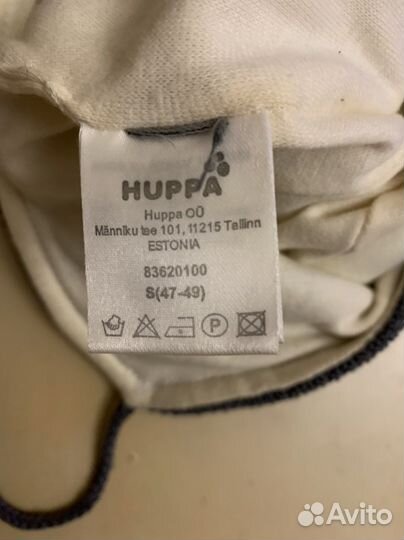 HUPPA
Huppa OÜ
Männiku tee 101, 11215 Tallinn
ESTONIA
83620100
S(47-49)
P
Avito